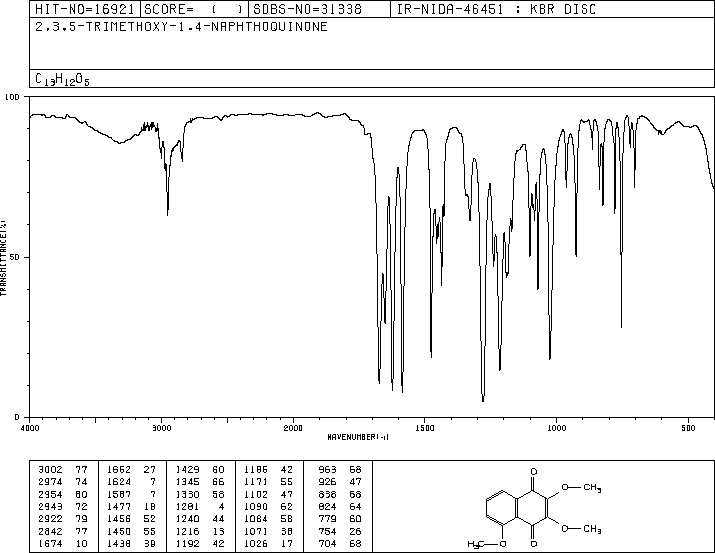 HIT-NO=16921 SCORE= ( ) SDBS-NO=31338 IR-NIDA-46451 : KBR DISC
2,3,5-TRIMETHOXY-1,4-NAPHTHOQUINONE
C13H12O5
100
50
0
TRANSMITTANCE(%)
4000 3000 2000 1500 1000 500
WAVENUMBER(-1)
3002 77 1652 27 1429 60 1186 42 963 68
2974 74 1624 7 1345 66 1171 55 926 47
2954 60 1587 7 1330 58 1102 47 838 68
2943 72 1477 18 1281 4 1090 62 824 64
2922 79 1456 52 1240 44 1084 58 779 60
2842 77 1450 55 1216 13 1071 38 754 26
1674 10 1438 39 1192 42 1026 17 704 68
O
O—CH3
O—CH3
O
H3C—O